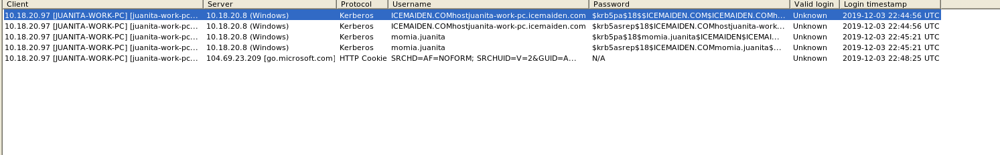 Client Server Protocol Username Password Valid login Login timestamp
10.18.20.97 [JUANITA-WORK-PC] [juanita-work-pc... 10.18.20.8 (Windows) Kerberos ICEMAIDEN.COMhostjuanita-work-pc.icemaiden.com $krb5pa$18$$ICEMAIDEN.COM$ICEMAIDEN.COMh... Unknown 2019-12-03 22:44:56 UTC
10.18.20.97 [JUANITA-WORK-PC] [juanita-work-pc... 10.18.20.8 (Windows) Kerberos ICEMAIDEN.COMhostjuanita-work-pc.icemaiden.com $krb5asrep$18$ICEMAIDEN.COMhostjuanita-work... Unknown 2019-12-03 22:44:56 UTC
10.18.20.97 [JUANITA-WORK-PC] [juanita-work-pc... 10.18.20.8 (Windows) Kerberos momia.juanita $krb5pa$18$momia.juanita$ICEMAIDEN$ICEMAI... Unknown 2019-12-03 22:45:21 UTC
10.18.20.97 [JUANITA-WORK-PC] [juanita-work-pc... 10.18.20.8 (Windows) Kerberos momia.juanita $krb5asrep$18$ICEMAIDEN.COMmomia.juanita$... Unknown 2019-12-03 22:45:21 UTC
10.18.20.97 [JUANITA-WORK-PC] [juanita-work-pc... 104.69.23.209 [go.microsoft.com] HTTP Cookie SRCHD=AF=NOFORM; SRCHUID=V=2&GUID=A... N/A Unknown 2019-12-03 22:48:25 UTC